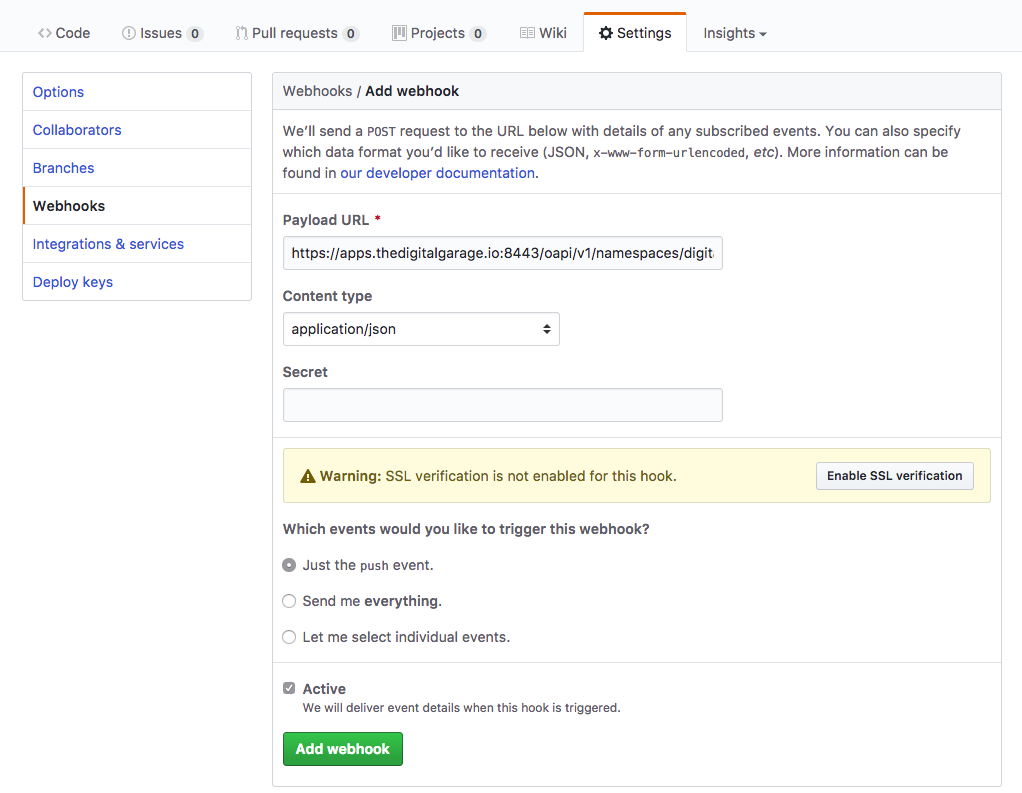 Code Issues 0 Pull requests 0 Projects 0 Wiki Settings Insights
Options
Collaborators
Branches
Webhooks
Integrations & services
Deploy keys
Webhooks / Add webhook
We’ll send a POST request to the URL below with details of any subscribed events. You can also specify
which data format you’d like to receive (JSON, x-www-form-urlencoded, etc). More information can be
found in our developer documentation.
Payload URL *
https://apps.thedigitalgarage.io:8443/oapi/v1/namespaces/digit
Content type
application/json
Secret
Warning: SSL verification is not enabled for this hook. Enable SSL verification
Which events would you like to trigger this webhook?
Just the push event.
Send me everything.
Let me select individual events.
Active
We will deliver event details when this hook is triggered.
Add webhook